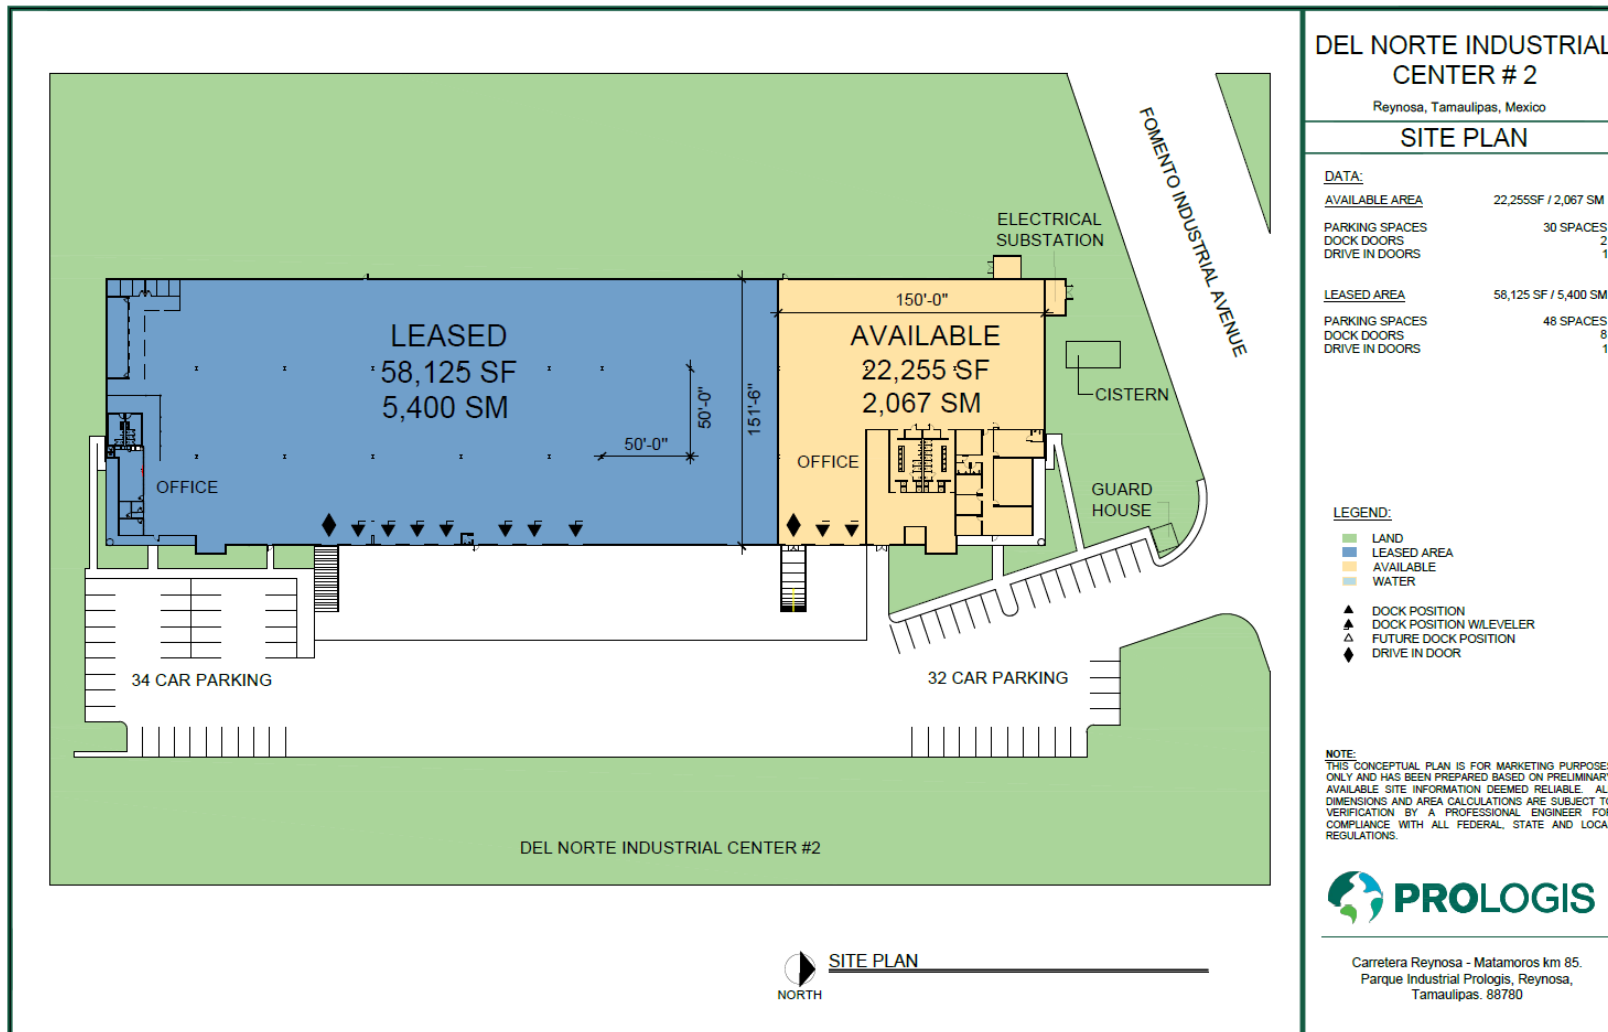 DEL NORTE INDUSTRIAL
CENTER # 2
Reynosa, Tamaulipas, Mexico
SITE PLAN
DATA:
AVAILABLE AREA 22,255SF / 2,067 SM
PARKING SPACES 30 SPACES
DOCK DOORS 2
DRIVE IN DOORS 1
LEASED AREA 58,125 SF / 5,400 SM
PARKING SPACES 48 SPACES
DOCK DOORS 8
DRIVE IN DOORS 1
LEGEND:
LAND
LEASED AREA
AVAILABLE
WATER
DOCK POSITION
DOCK POSITION W/LEVELER
FUTURE DOCK POSITION
DRIVE IN DOOR
NOTE:
THIS CONCEPTUAL PLAN IS FOR MARKETING PURPOSES
ONLY AND HAS BEEN PREPARED BASED ON PRELIMINARY
AVAILABLE SITE INFORMATION DEEMED RELIABLE. AL
DIMENSIONS AND AREA CALCULATIONS ARE SUBJECT TO
VERIFICATION BY A PROFESSIONAL ENGINEER FOR
COMPLIANCE WITH ALL FEDERAL, STATE AND LOCA
REGULATIONS.
PROLOGIS
Carretera Reynosa - Matamoros km 85.
Parque Industrial Prologis, Reynosa,
Tamaulipas. 88780
FOMENTO INDUSTRIAL AVENUE
ELECTRICAL
SUBSTATION
150'-0"
LEASED
58,125 SF
5,400 SM
AVAILABLE
22,255 SF
2,067 SM
151'-6"
50'-0"
50'-0"
CISTERN
OFFICE
OFFICE
GUARD
HOUSE
34 CAR PARKING
32 CAR PARKING
DEL NORTE INDUSTRIAL CENTER #2
SITE PLAN
NORTH